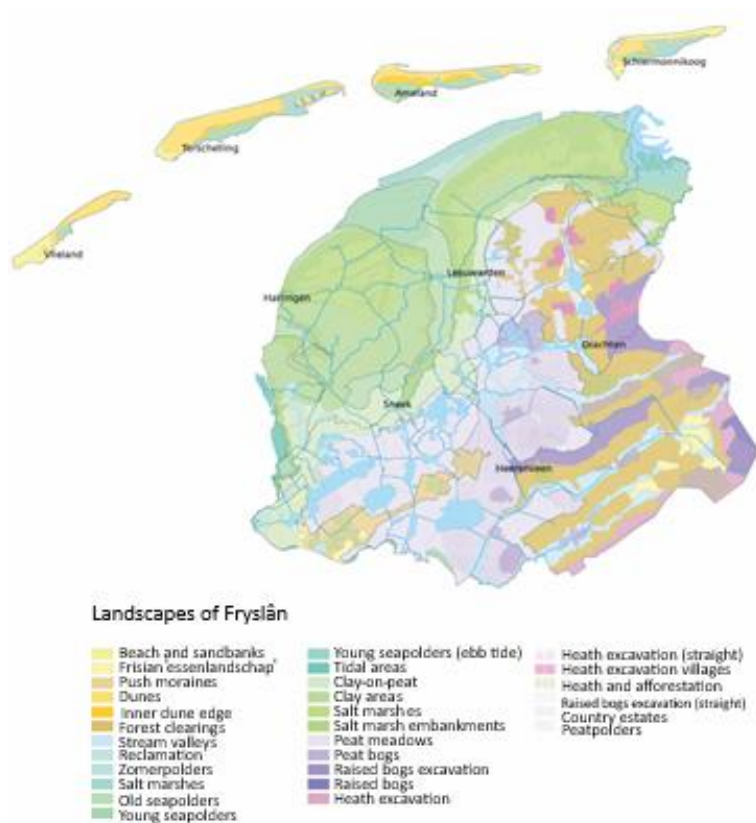 Schiermonnikoog
Ameland
Terschelling
Vlieland
Leeuwarden
Harlingen
Drachten
Sneek
Heerenveen
Landscapes of Fryslân
Beach and sandbanks
Frisian'essenlandschap'
Push moraines
Dunes
Inner dune edge
Forest clearings
Stream valleys
Reclamation
Zomerpolders
Salt marshes
Old seapolders
Young seapolders
Young seapolders (ebb tide)
Tidal areas
Clay-on-peat
Clay areas
Salt marshes
Salt marsh embankments
Peat meadows
Peat bogs
Raised bogs excavation
Raised bogs
Heath excavation
Heath excavation (straight)
Heath excavation villages
Heath and afforestation
Raised bogs excavation (straight)
Country estates
Peatpolders